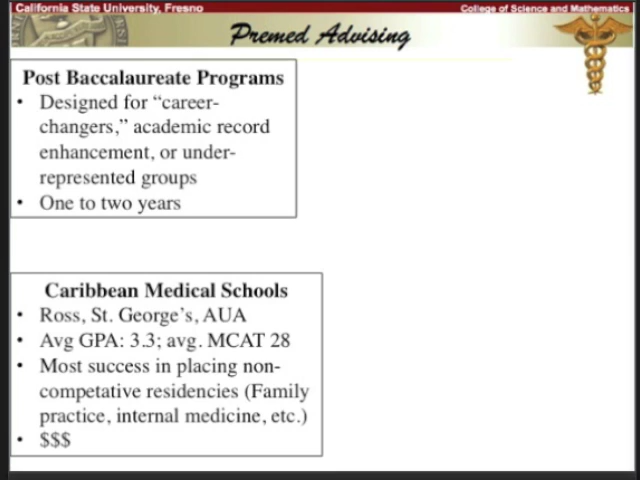 California State University, Fresno
College of Science and Mathematics
Premed Advising
Post Baccalaureate Programs
• Designed for “career-
changers,” academic record
enhancement, or under-
represented groups
• One to two years
Caribbean Medical Schools
• Ross, St. George’s, AUA
• Avg GPA: 3.3; avg. MCAT 28
• Most success in placing non-
competative residencies (Family
practice, internal medicine, etc.)
• $$$